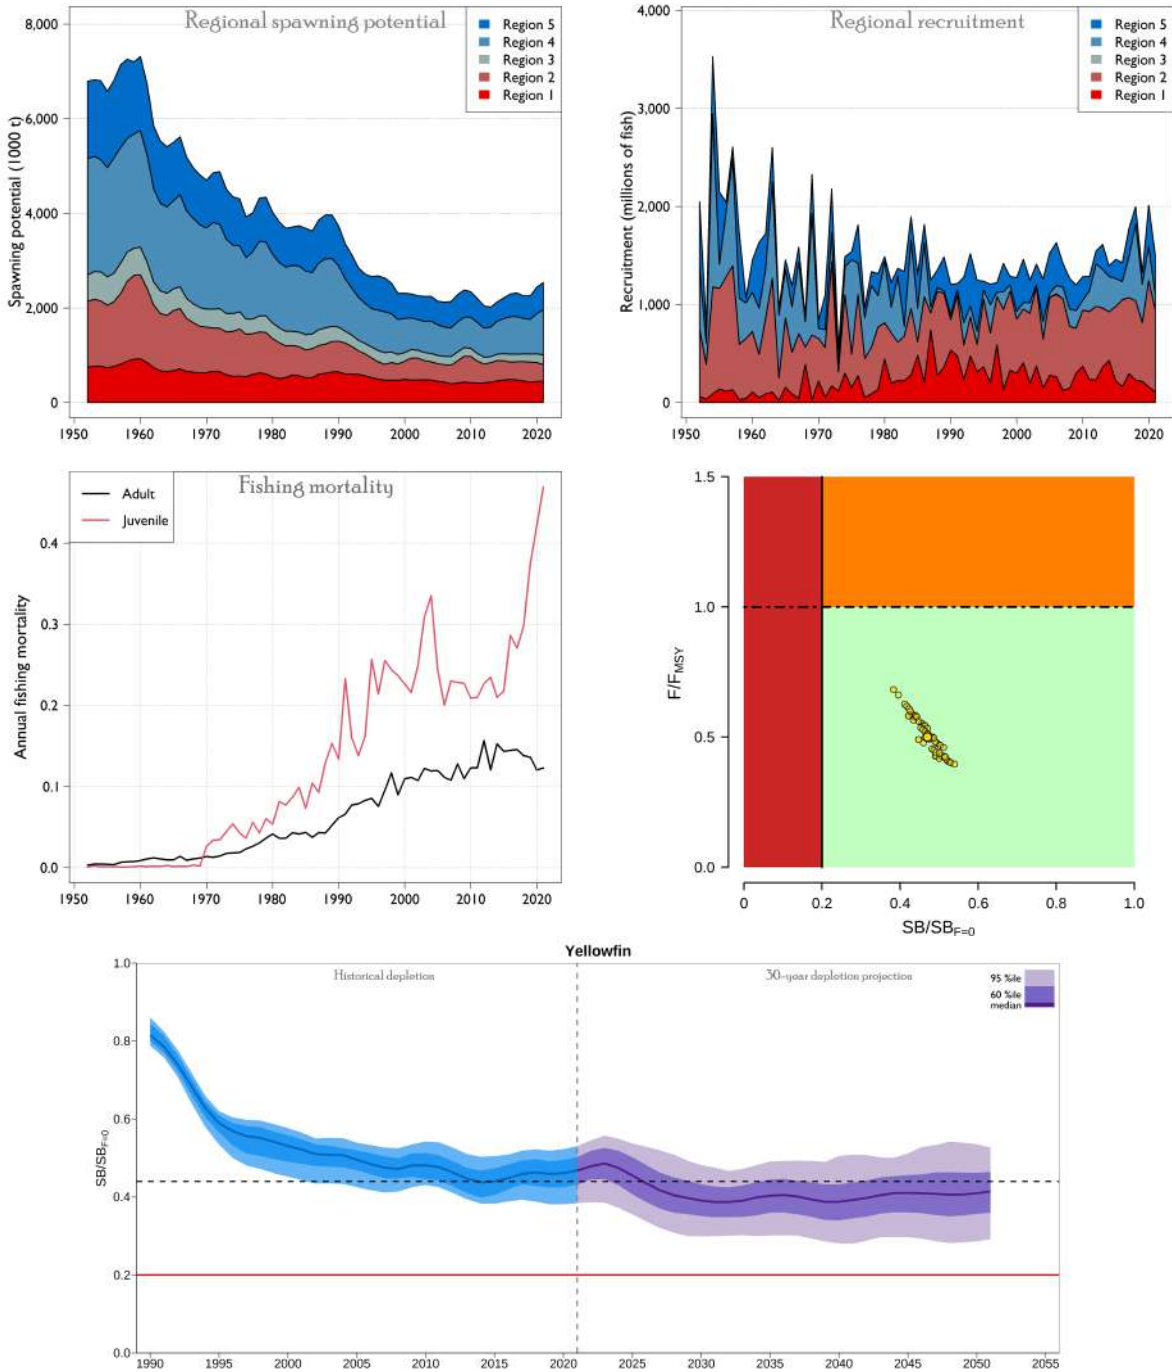 Regional spawning potential
Region 5
Region 4
Region 3
Region 2
Region 1
Spawning potential (1000 t)
8,000
6,000
4,000
2,000
0
1950 1960 1970 1980 1990 2000 2010 2020
Regional recruitment
Region 5
Region 4
Region 3
Region 2
Region 1
Recruitment (millions of fish)
4,000
3,000
2,000
1,000
0
1950 1960 1970 1980 1990 2000 2010 2020
Fishing mortality
Adult
Juvenile
Annual fishing mortality
0.4
0.3
0.2
0.1
0.0
1950 1960 1970 1980 1990 2000 2010 2020
F/FMSY
1.5
1.0
0.5
0.0
0 0.2 0.4 0.6 0.8 1.0
SB/SBF=0
Yellowfin
Historical depletion
30-year depletion projection
95 %ile
60 %ile
median
SB/SBF=0
1.0
0.8
0.6
0.4
0.2
0.0
1990 1995 2000 2005 2010 2015 2020 2025 2030 2035 2040 2045 2050 2055